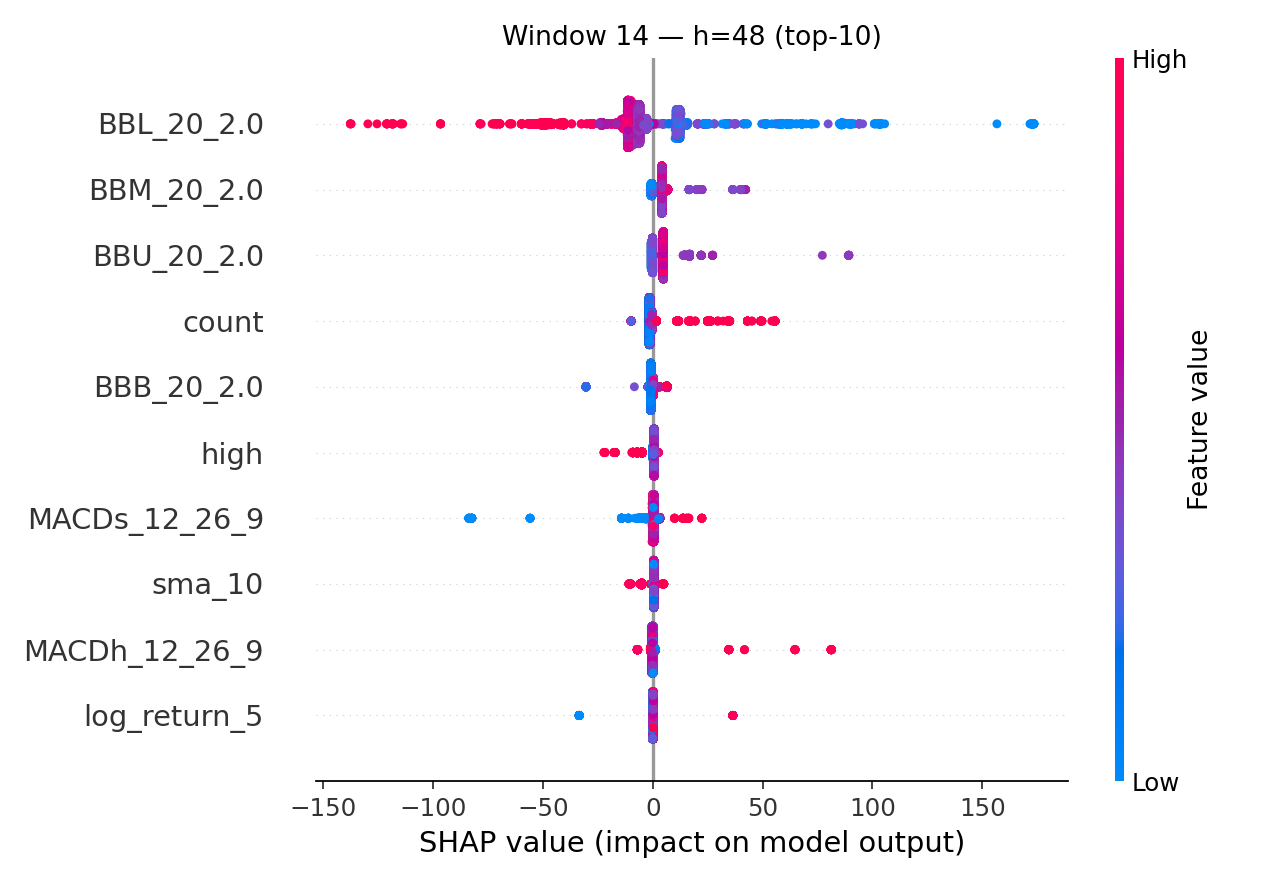 Window 14 — h=48 (top-10)
High
BBL_20_2.0
BBM_20_2.0
BBU_20_2.0
count
BBB_20_2.0
high
MACDs_12_26_9
sma_10
MACDh_12_26_9
log_return_5
Feature value
Low
−150 −100 −50 0 50 100 150
SHAP value (impact on model output)